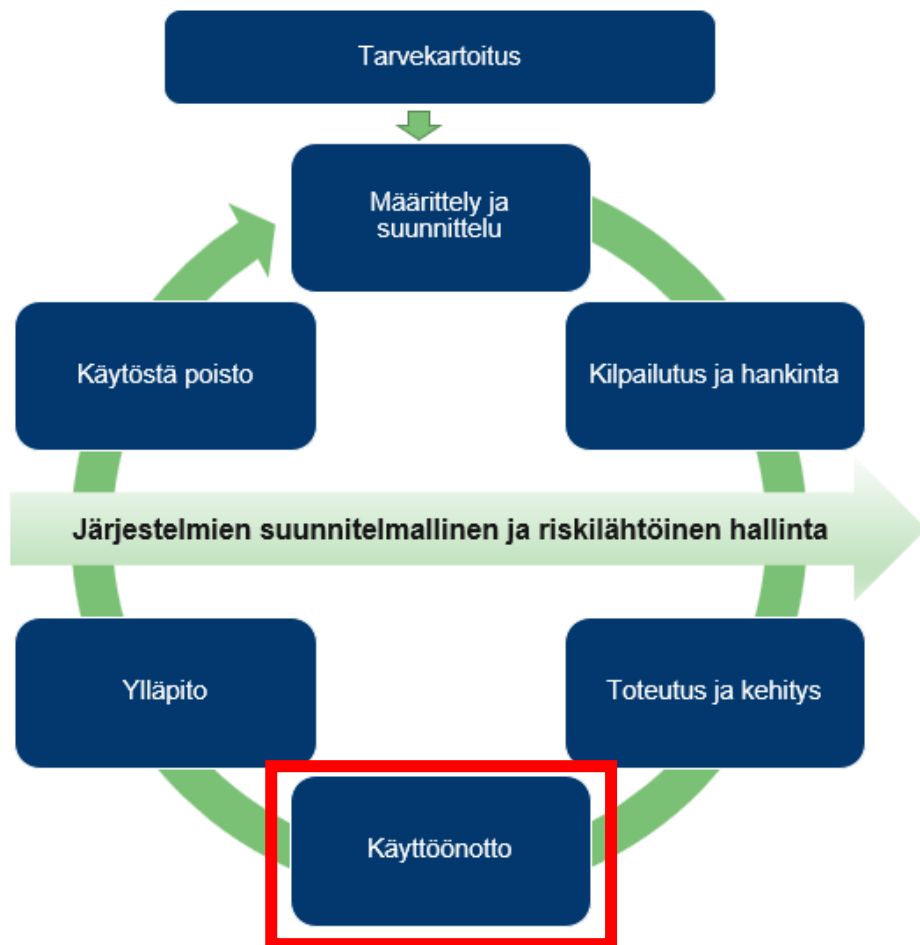 Tarvekartoitus
Määrittely ja
suunnittelu
Käytöstä poisto
Kilpailutus ja hankinta
Järjestelmien suunnitelmallinen ja riskilähtöinen hallinta
Ylläpito
Toteutus ja kehitys
Käyttöönotto